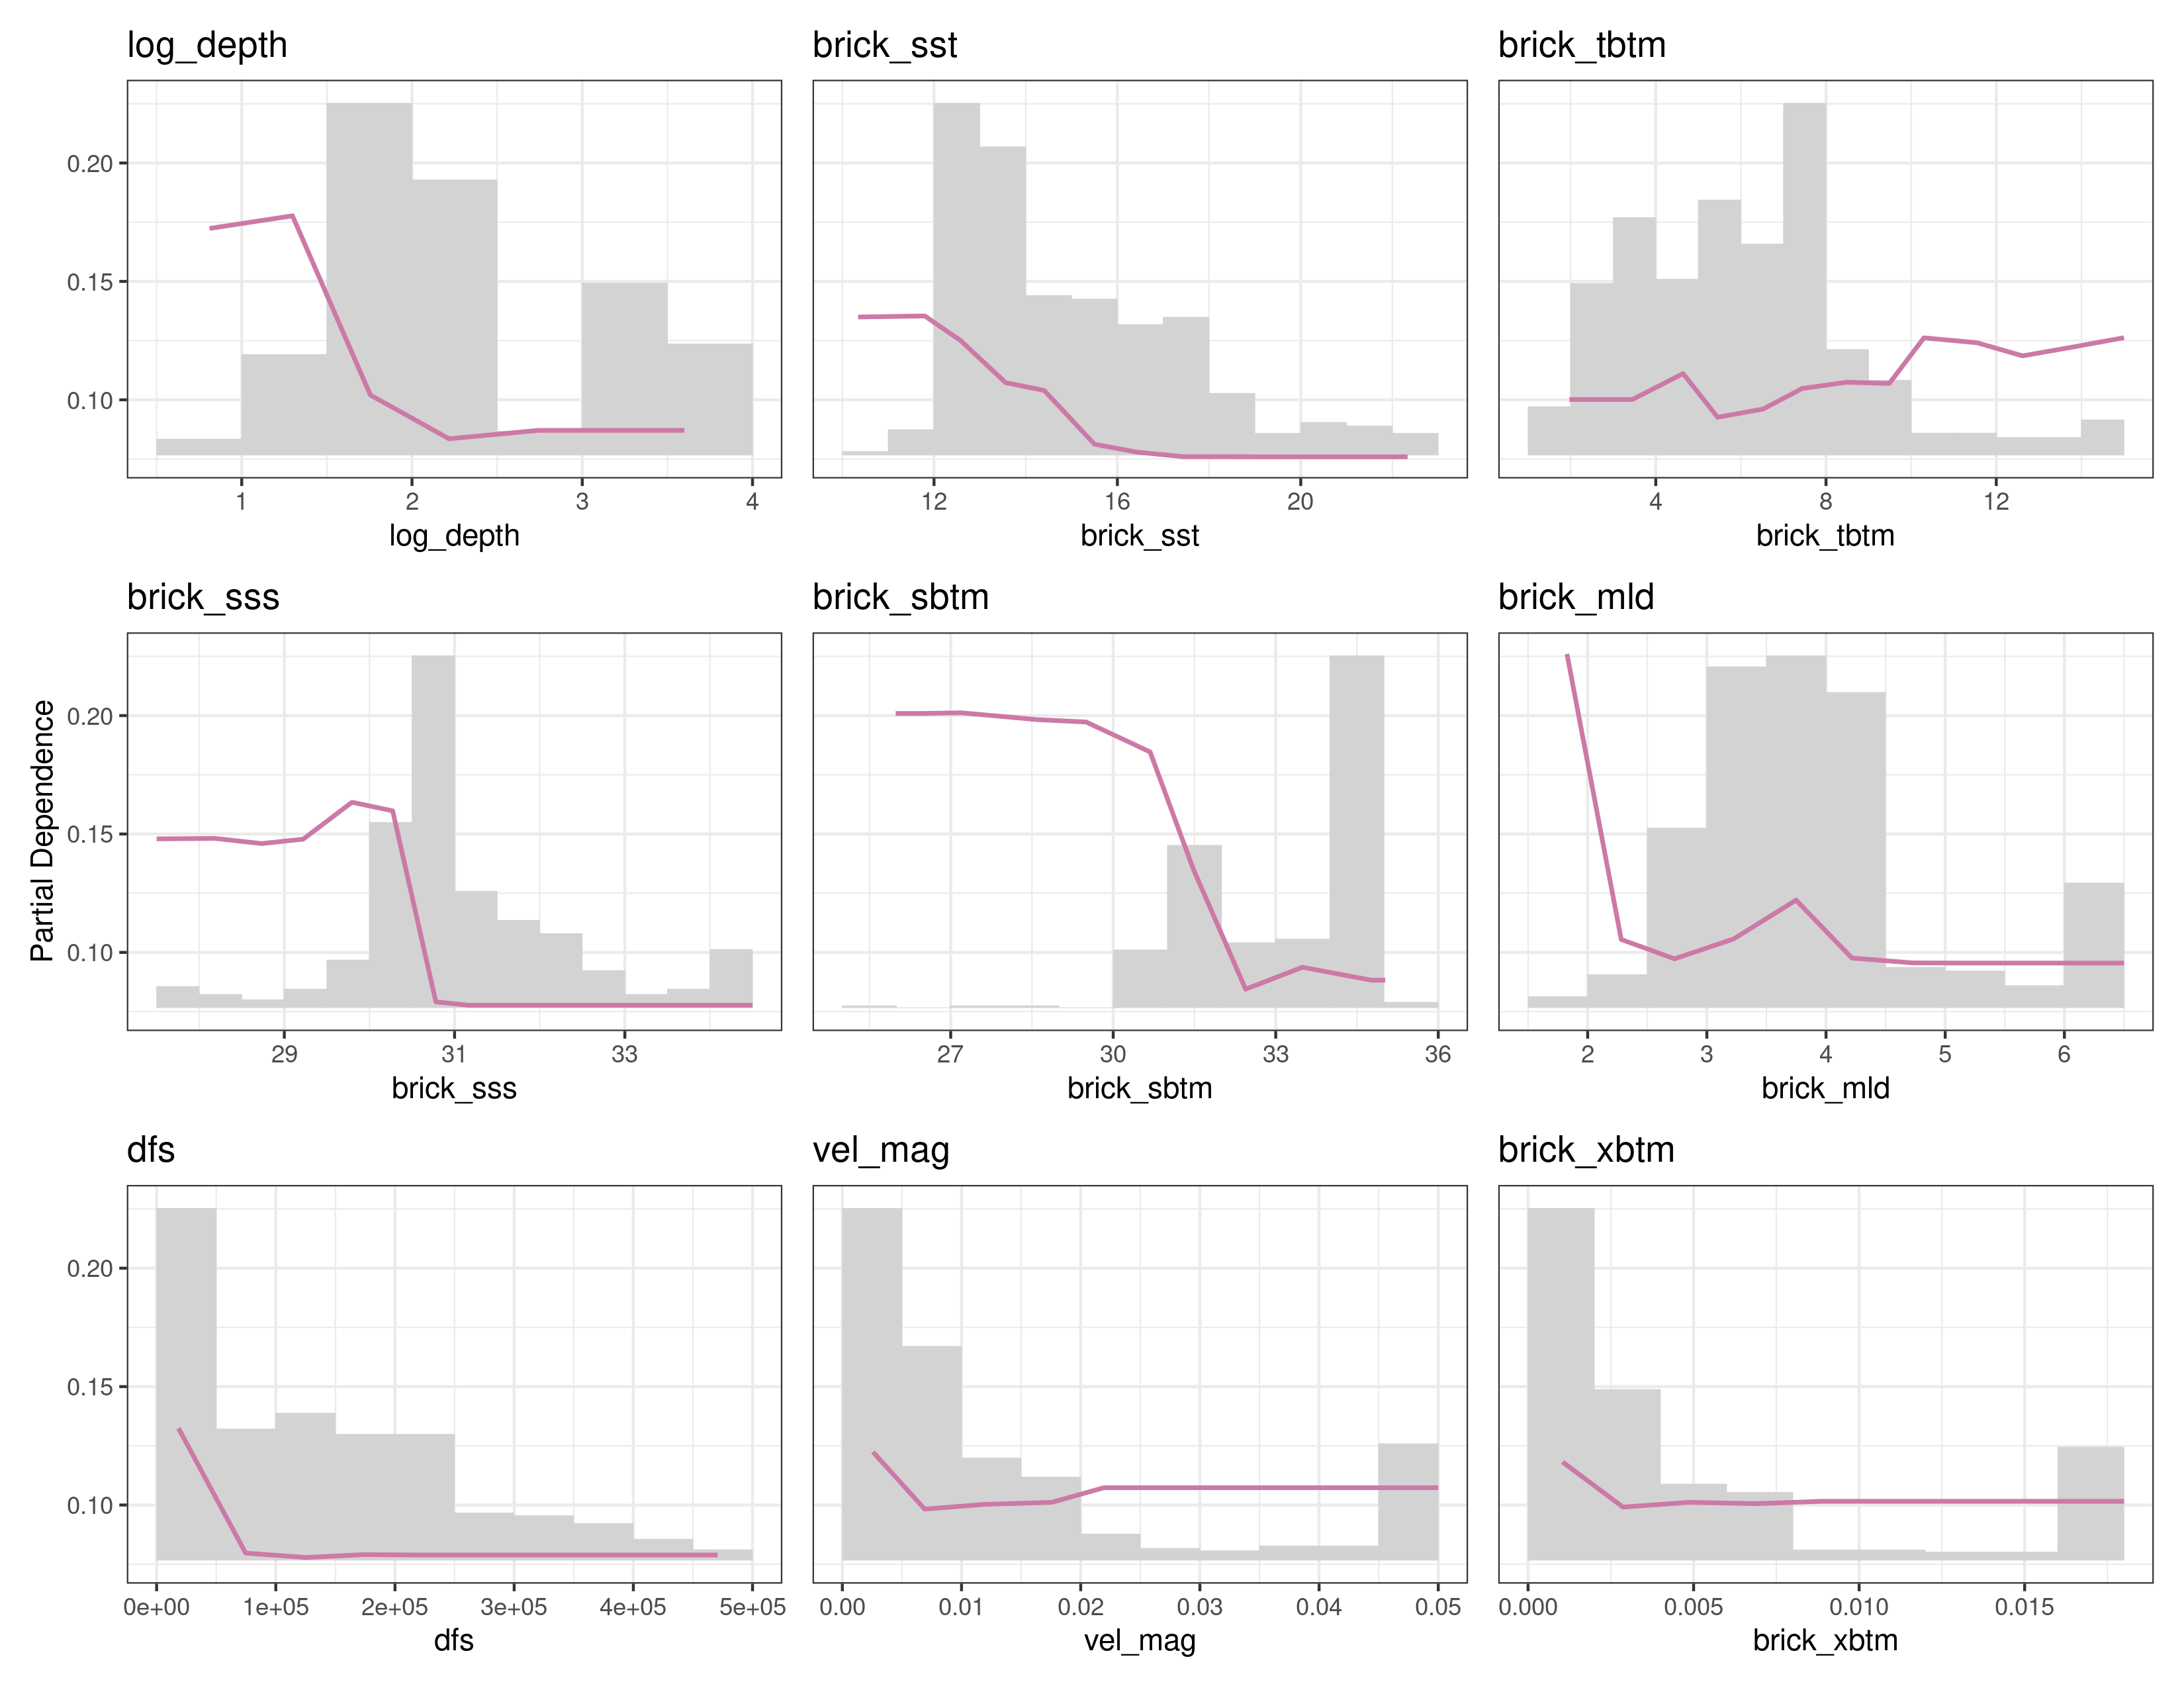 log_depth
brick_sst
brick_tbtm
0.20
0.15
0.10
1 2 3 4
12 16 20
4 8 12
log_depth
brick_sst
brick_tbtm
brick_sss
brick_sbtm
brick_mld
Partial Dependence
0.20
0.15
0.10
29 31 33
27 30 33 36
2 3 4 5 6
brick_sss
brick_sbtm
brick_mld
dfs
vel_mag
brick_xbtm
0.20
0.15
0.10
0e+00 1e+05 2e+05 3e+05 4e+05 5e+05
0.00 0.01 0.02 0.03 0.04 0.05
0.000 0.005 0.010 0.015
dfs
vel_mag
brick_xbtm